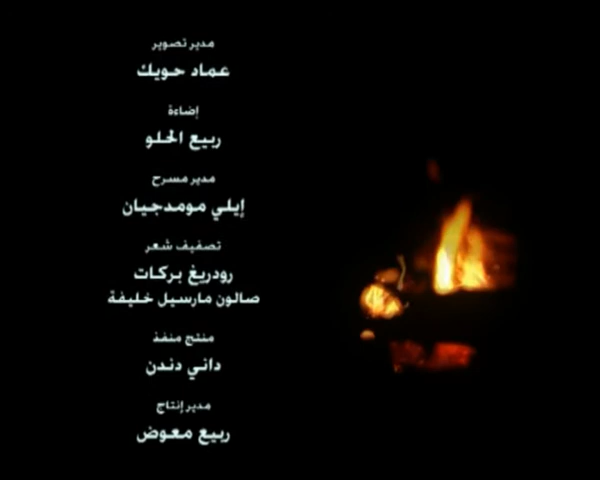 مدير تصوير
عماد حويك
إضاءة
ربيع الحلو
مدير مسرح
إيلي مومدجيان
تصفيف شعر
رودريغ بركات
صالون مارسيل خليفة
منتج منفذ
داني دندن
مدير إنتاج
ربيع معوض